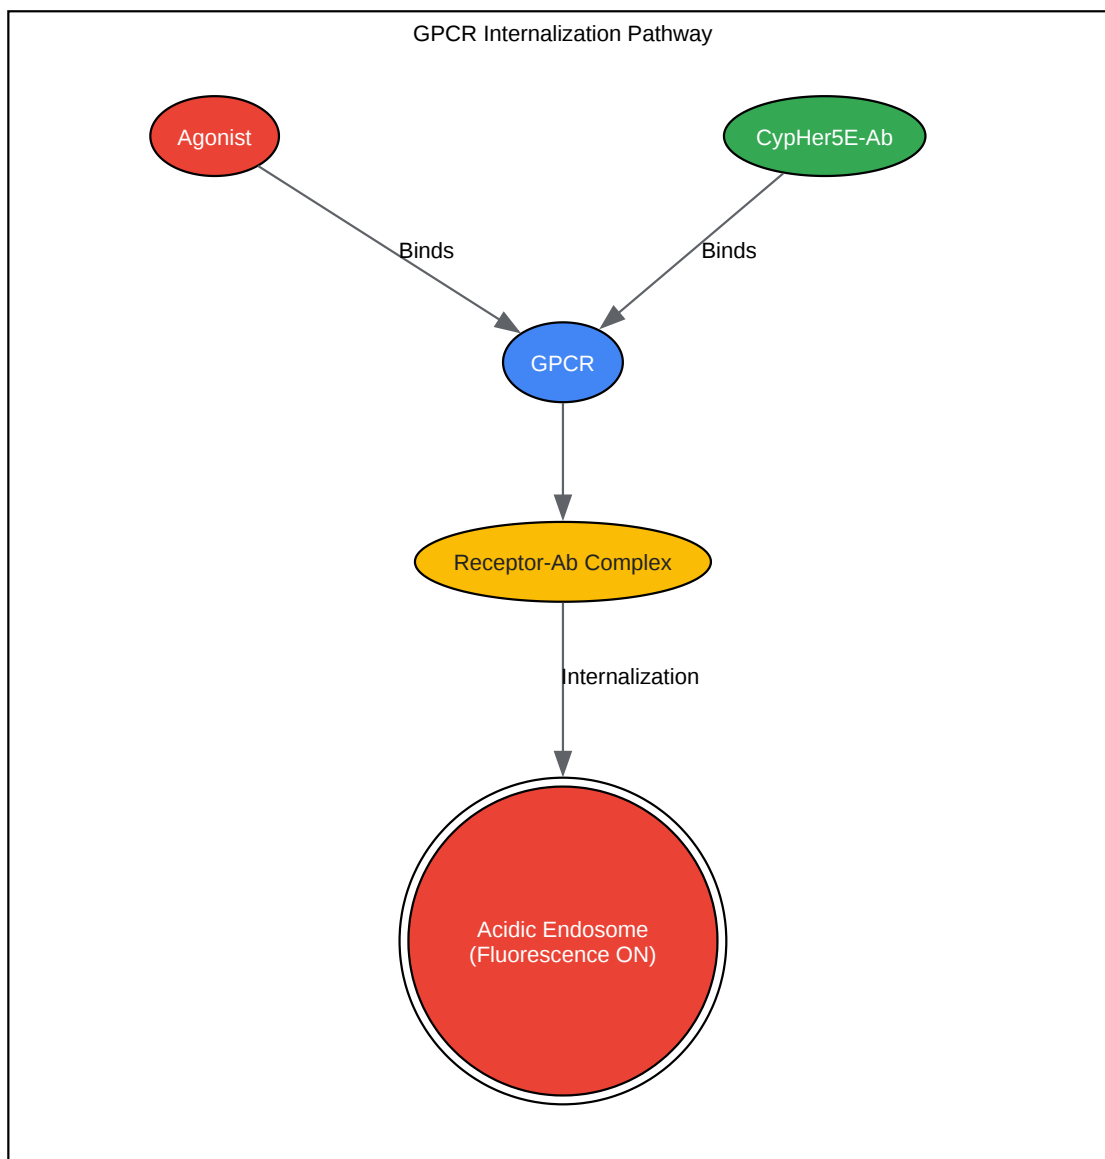 GPCR Internalization Pathway
Agonist
CypHer5E-Ab
Binds
Binds
GPCR
Receptor-Ab Complex
Internalization
Acidic Endosome
(Fluorescence ON)